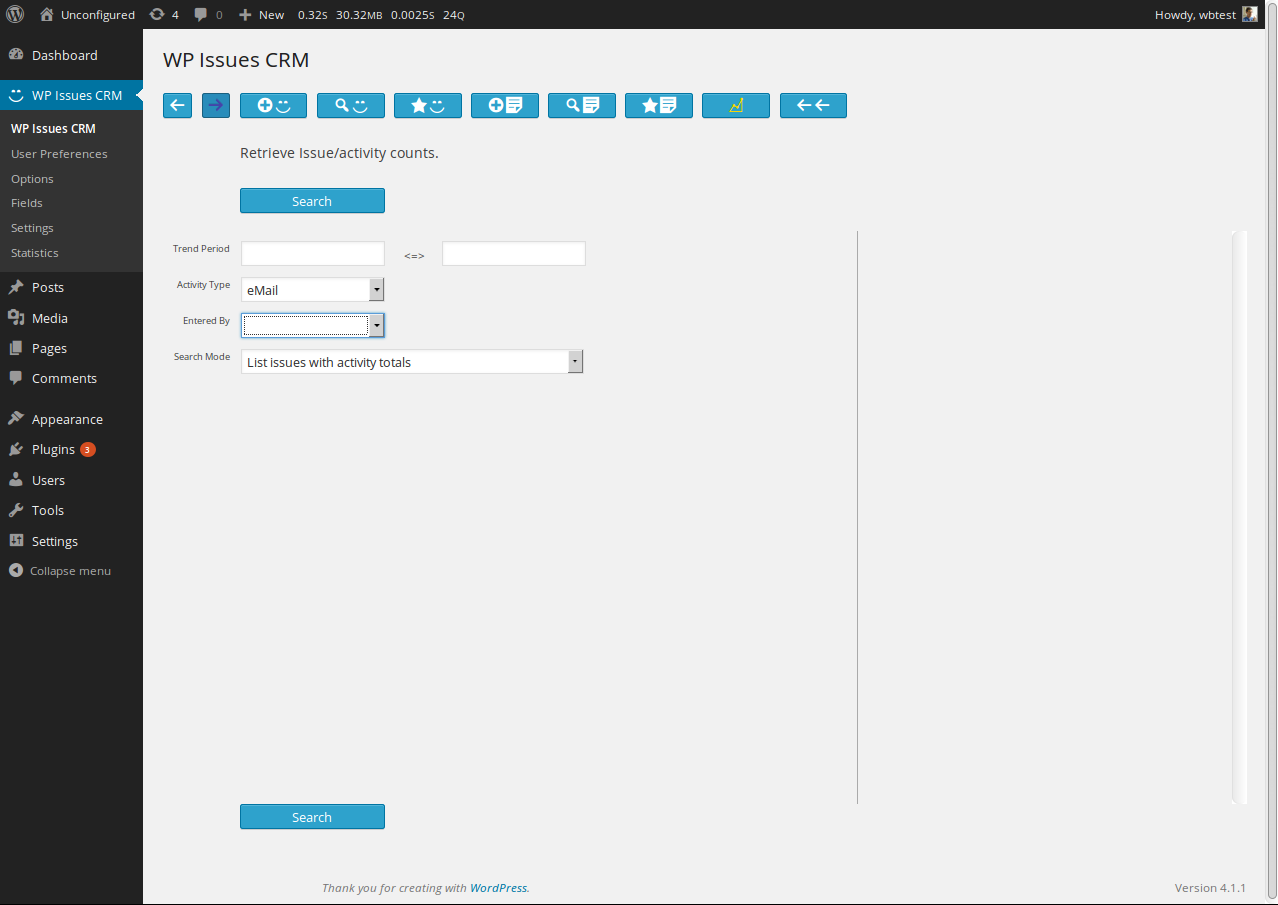 Unconfigured 4 0 New 0.32S 30.32MB 0.0025S 24Q Howdy, wbtest
Dashboard
WP Issues CRM
WP Issues CRM
User Preferences
Options
Fields
Settings
Statistics
Posts
Media
Pages
Comments
Appearance
Plugins 3
Users
Tools
Settings
Collapse menu
WP Issues CRM
Retrieve Issue/activity counts.
Search
Trend Period <=>
Activity Type eMail
Entered By
Search Mode List issues with activity totals
Search
Thank you for creating with WordPress. Version 4.1.1